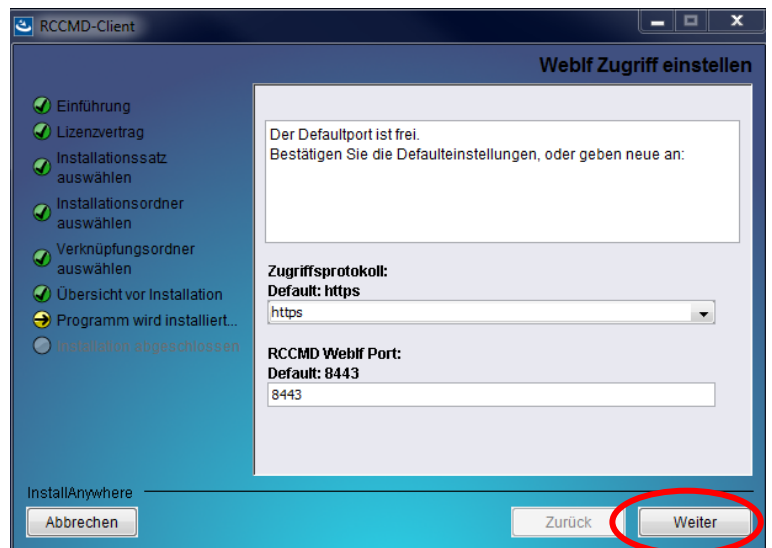 RCCMD-Client
WebIf Zugriff einstellen
Einführung
Lizenzvertrag
Installationssatz
auswählen
Installationsordner
auswählen
Verknüpfungsordner
auswählen
Übersicht vor Installation
Programm wird installiert...
Installation abgeschlossen
Der Defaultport ist frei.
Bestätigen Sie die Defaulteinstellungen, oder geben neue an:
Zugriffsprotokoll:
Default: https
https
RCCMD WebIf Port:
Default: 8443
8443
InstallAnywhere
Abbrechen
Zurück
Weiter